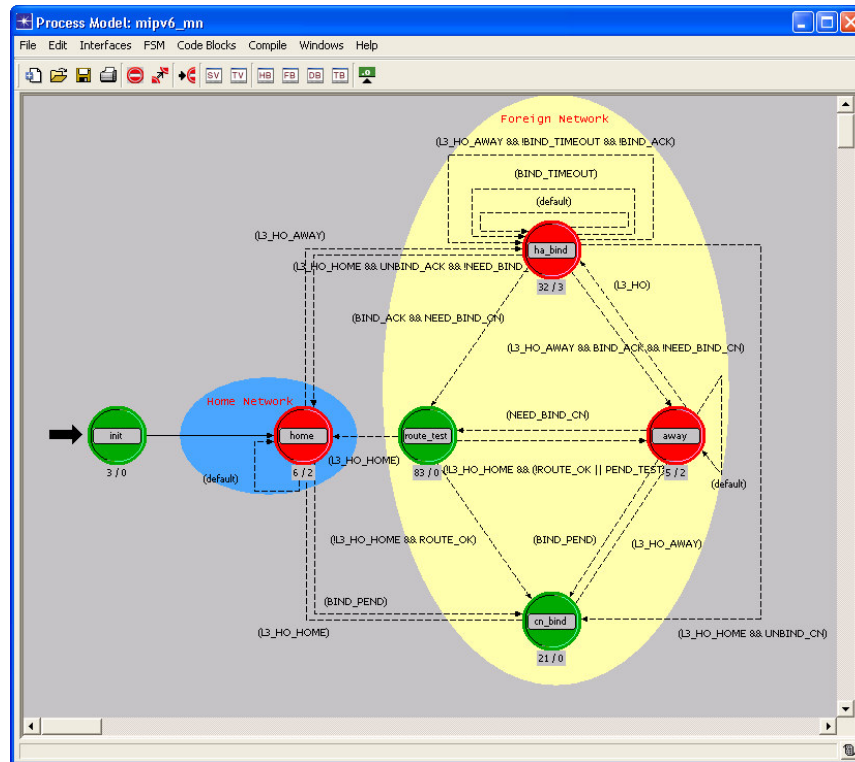 Process Model: mipv6_mn
File Edit Interfaces FSM Code Blocks Compile Windows Help
SV TV HB FB DB TB
Foreign Network
(L3_HO_AWAY && !BIND_TIMEOUT && !BIND_ACK)
(BIND_TIMEOUT)
(default)
(L3_HO_AWAY)
ha_bind
(L3_HO_HOME && UNBIND_ACK && !NEED_BIND_
32 / 3
(L3_HO)
(BIND_ACK && NEED_BIND_CN)
(L3_HO_AWAY && BIND_ACK && !NEED_BIND_CN)
Home Network
(NEED_BIND_CN)
init
home
route_test
away
(L3_HO_HOME)
3 / 0
6 / 2
83 / 0
(L3_HO_HOME && (!ROUTE_OK || PEND_TEST
5 / 2
(default)
(default)
(L3_HO_HOME && ROUTE_OK)
(BIND_PEND)
(L3_HO_AWAY)
(BIND_PEND)
cn_bind
(L3_HO_HOME)
(L3_HO_HOME && UNBIND_CN)
21 / 0